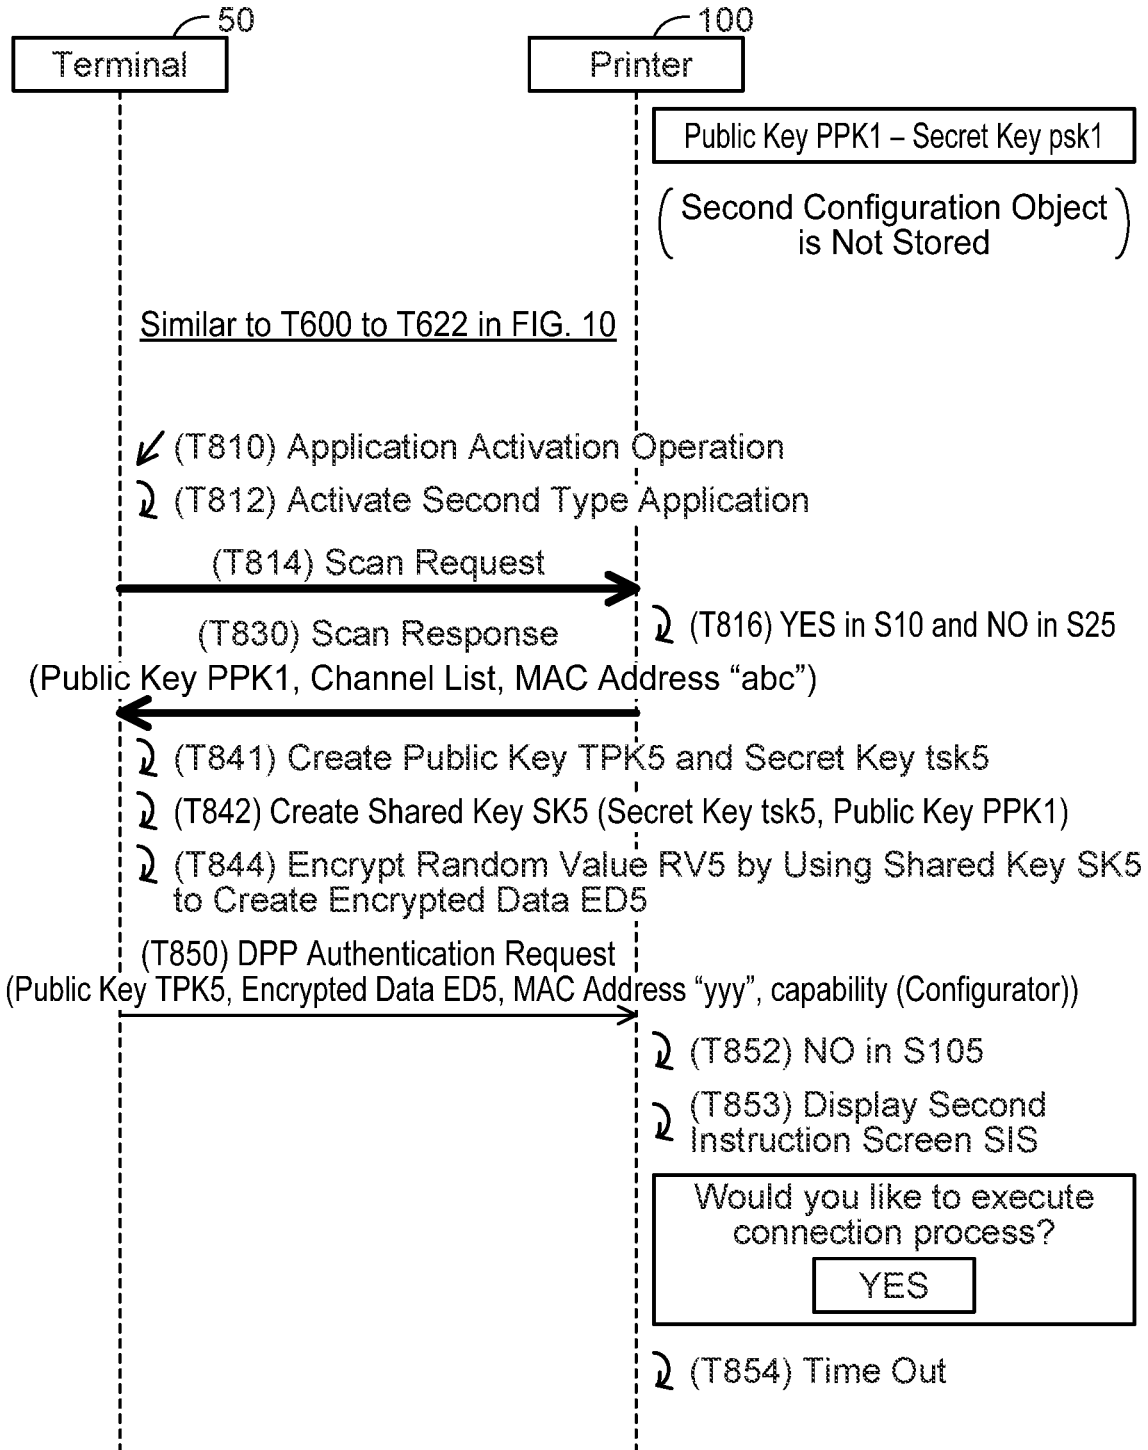 50
100
Terminal
Printer
Public Key PPK1 – Secret Key psk1
(Second Configuration Object
is Not Stored)
Similar to T600 to T622 in FIG. 10
(T810) Application Activation Operation
(T812) Activate Second Type Application
(T814) Scan Request
(T816) YES in S10 and NO in S25
(T830) Scan Response
(Public Key PPK1, Channel List, MAC Address “abc”)
(T841) Create Public Key TPK5 and Secret Key tsk5
(T842) Create Shared Key SK5 (Secret Key tsk5, Public Key PPK1)
(T844) Encrypt Random Value RV5 by Using Shared Key SK5
to Create Encrypted Data ED5
(T850) DPP Authentication Request
(Public Key TPK5, Encrypted Data ED5, MAC Address “yyy”, capability (Configurator))
(T852) NO in S105
(T853) Display Second
Instruction Screen SIS
Would you like to execute
connection process?
YES
(T854) Time Out